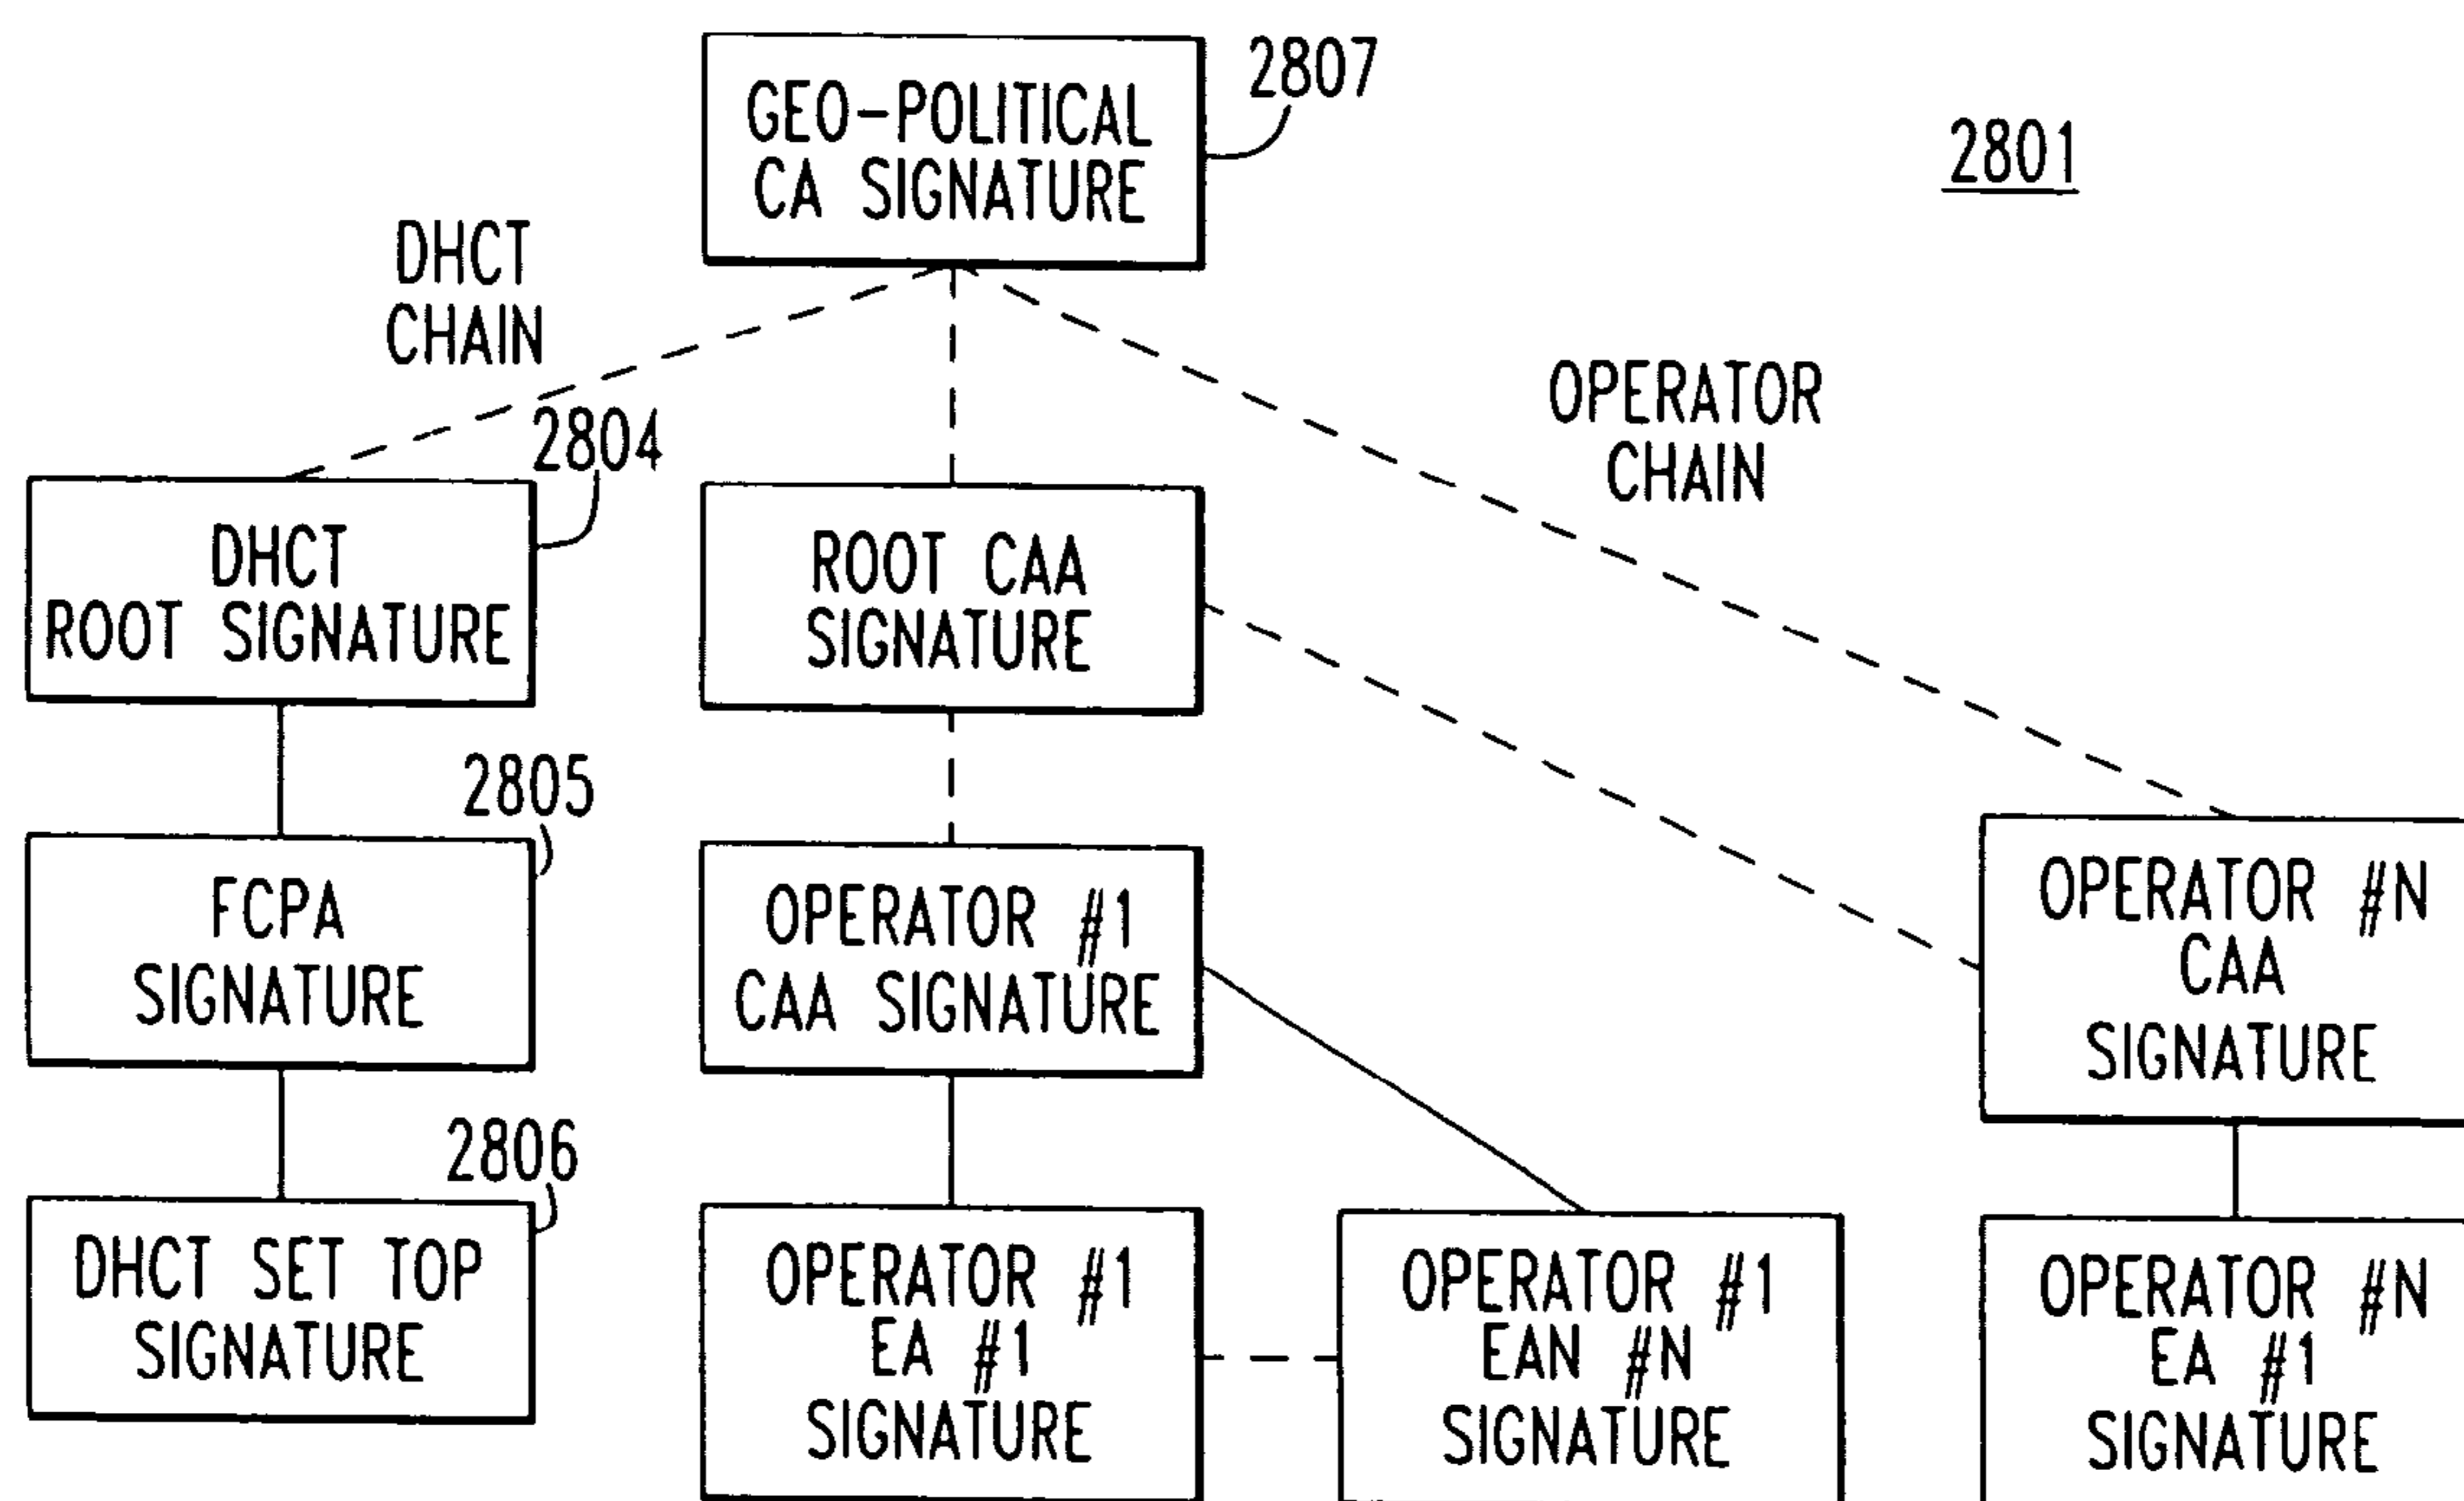 GEO-POLITICAL
CA SIGNATURE
2807
2801
DHCT
CHAIN
OPERATOR
CHAIN
2804
DHCT
ROOT SIGNATURE
ROOT CAA
SIGNATURE
2805
FCPA
SIGNATURE
OPERATOR #1
CAA SIGNATURE
OPERATOR #N
CAA
SIGNATURE
2806
DHCT SET TOP
SIGNATURE
OPERATOR #1
EA #1
SIGNATURE
OPERATOR #1
EAN #N
SIGNATURE
OPERATOR #N
EA #1
SIGNATURE